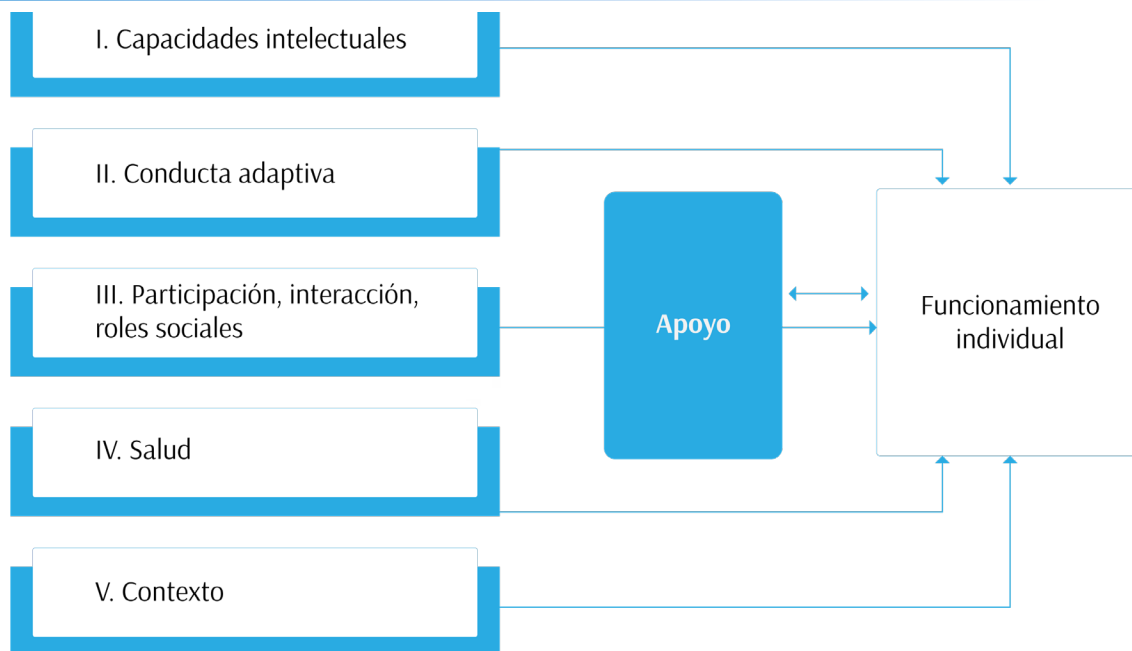 I. Capacidades intelectuales
II. Conducta adaptiva
III. Participación, interacción,
roles sociales
IV. Salud
V. Contexto
Apoyo
Funcionamiento
individual